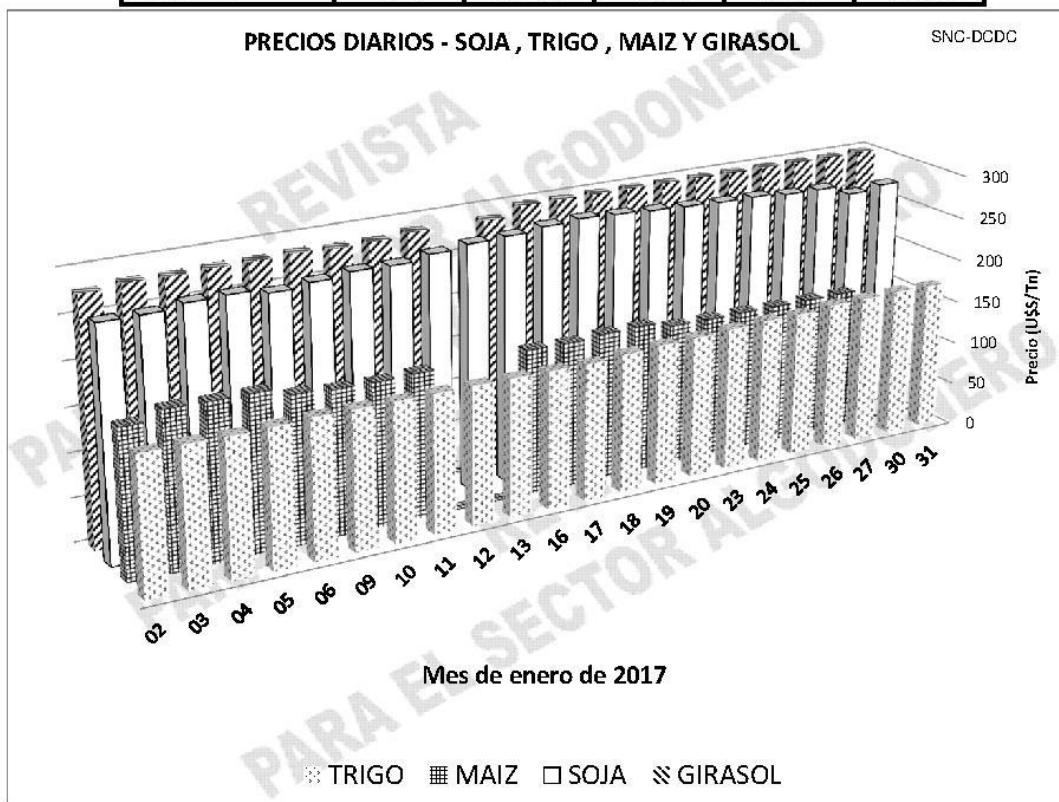 PRECIOS DIARIOS - SOJA , TRIGO , MAIZ Y GIRASOL
SNC-DCDC
REVISTA
PARA EL SECTOR ALGODONERO
300
250
200
150
100
50
0
Precio (U$S/Tn)
02 03 04 05 06 09 10 11 12 13 16 17 18 19 20 23 24 25 26 27 30 31
Mes de enero de 2017
TRIGO MAIZ SOJA GIRASOL